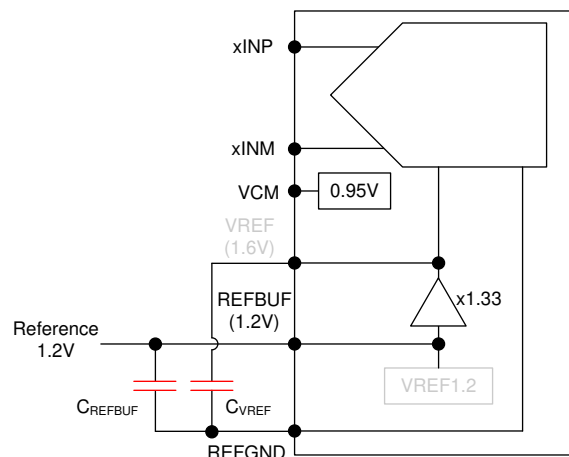 xINP
xINM
VCM
0.95V
VREF
(1.6V)
REFBUF
(1.2V)
x1.33
Reference
1.2V
VREF1.2
CREFBUF
CVREF
REFGND